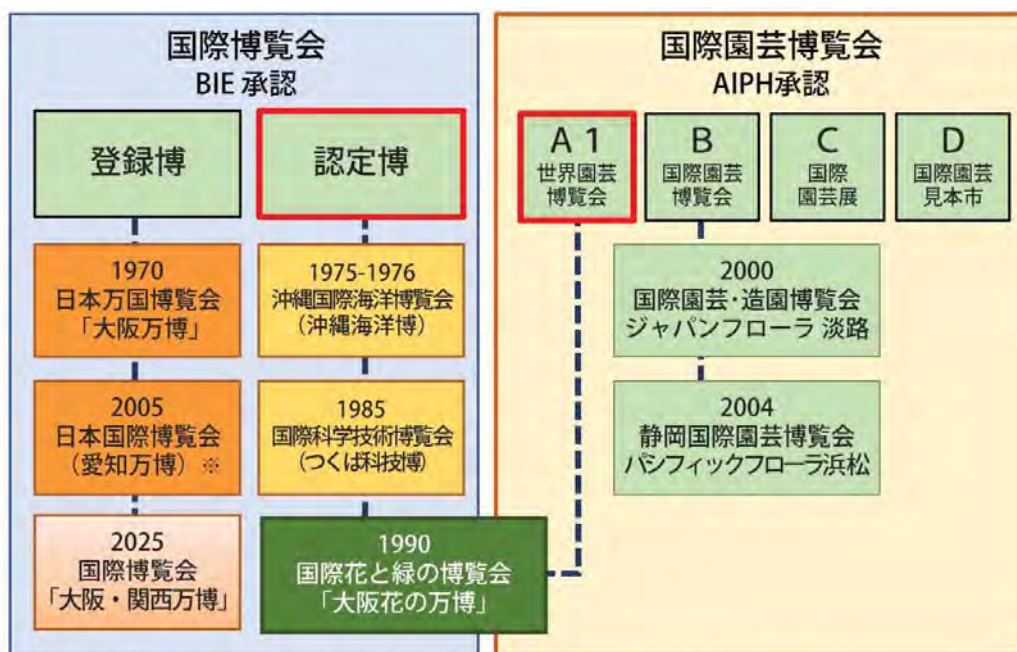 国際博覧会
BIE 承認
登録博
認定博
1970
日本万国博覧会
「大阪万博」
1975-1976
沖縄国際海洋博覧会
（沖縄海洋博）
2005
日本国際博覧会
（愛知万博）※
1985
国際科学技術博覧会
（つくば科技博）
2025
国際博覧会
「大阪・関西万博」
1990
国際花と緑の博覧会
「大阪花の万博」
国際園芸博覧会
AIPH承認
A 1
世界園芸
博覧会
B
国際園芸
博覧会
C
国際
園芸展
D
国際園芸
見本市
2000
国際園芸・造園博覧会
ジャパンフローラ 淡路
2004
静岡国際園芸博覧会
パシフィックフローラ浜松